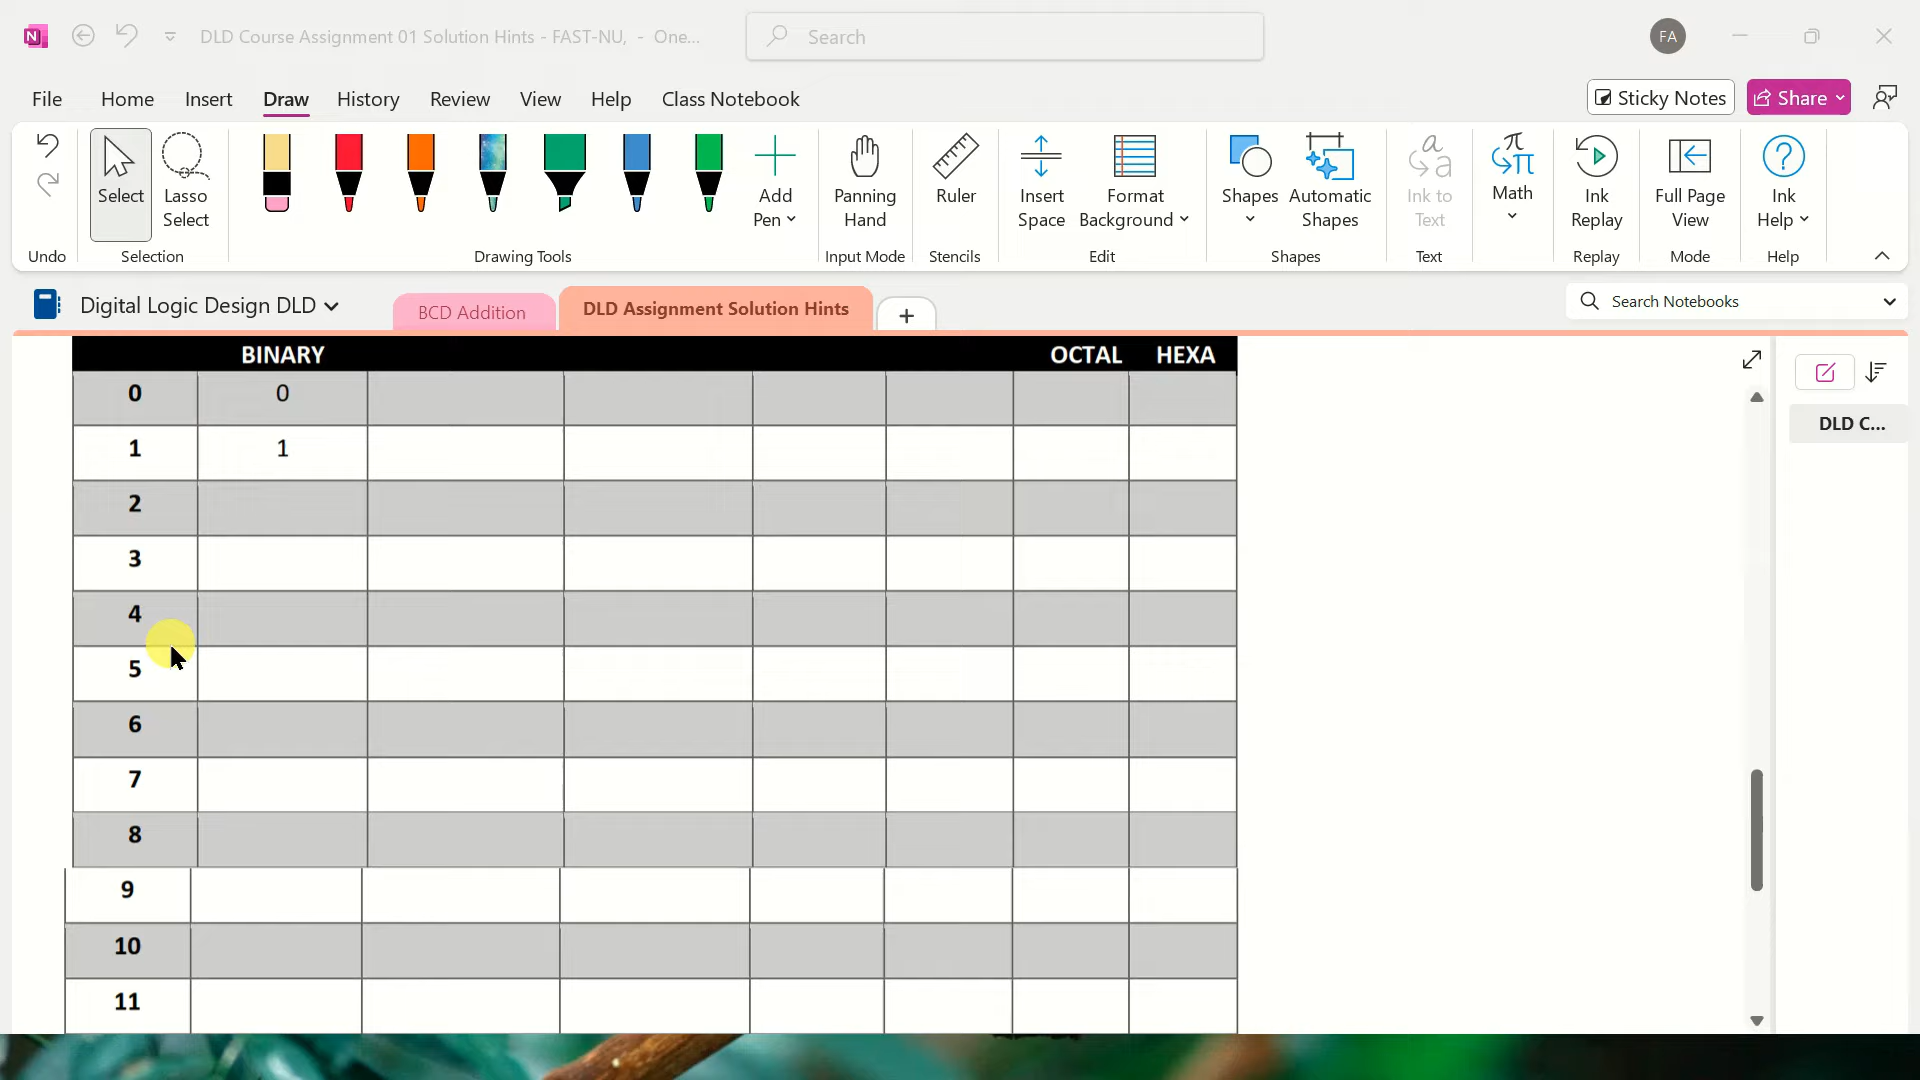 N DLD Course Assignment 01 Solution Hints - FAST-NU, - One... Search FA
File Home Insert Draw History Review View Help Class Notebook Sticky Notes Share
Select Lasso Select Add Pen Panning Hand Ruler Insert Space Format Background Shapes Automatic Shapes Ink to Text Math Ink Replay Full Page View Ink Help
Undo Selection Drawing Tools Input Mode Stencils Edit Shapes Text Replay Mode Help
Digital Logic Design DLD BCD Addition DLD Assignment Solution Hints + Search Notebooks
BINARY OCTAL HEXA
0 0
1 1
DLD C...
2
3
4
5
6
7
8
9
10
11